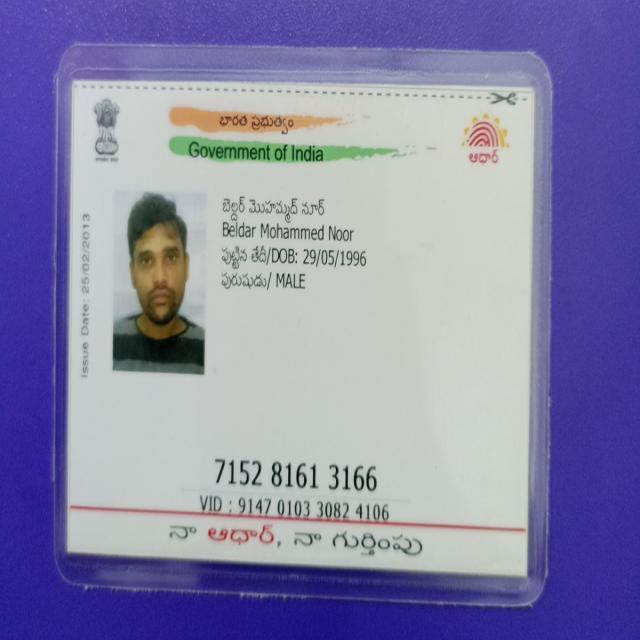 భారత ప్రభుత్వం
Government of India
ఆధార్
Issue Date: 25/02/2013
బెల్దర్ మొహమ్మద్ నూర్
Beldar Mohammed Noor
పుట్టిన తేదీ/DOB: 29/05/1996
పురుషుడు/ MALE
7152 8161 3166
VID : 9147 0103 3082 4106
నా ఆధార్, నా గుర్తింపు